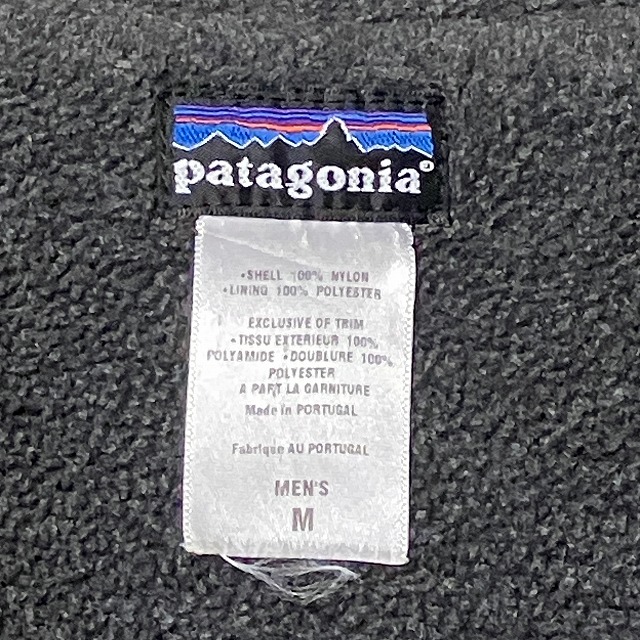 patagonia®
•SHELL 100% NYLON
•LINING 100% POLYESTER
EXCLUSIVE OF TRIM
•TISSU EXTERIEUR 100%
POLYAMIDE •DOUBLURE 100%
POLYESTER
A PART LA GARNITURE
Made in PORTUGAL
Fabrique AU PORTUGAL
MEN'S
M